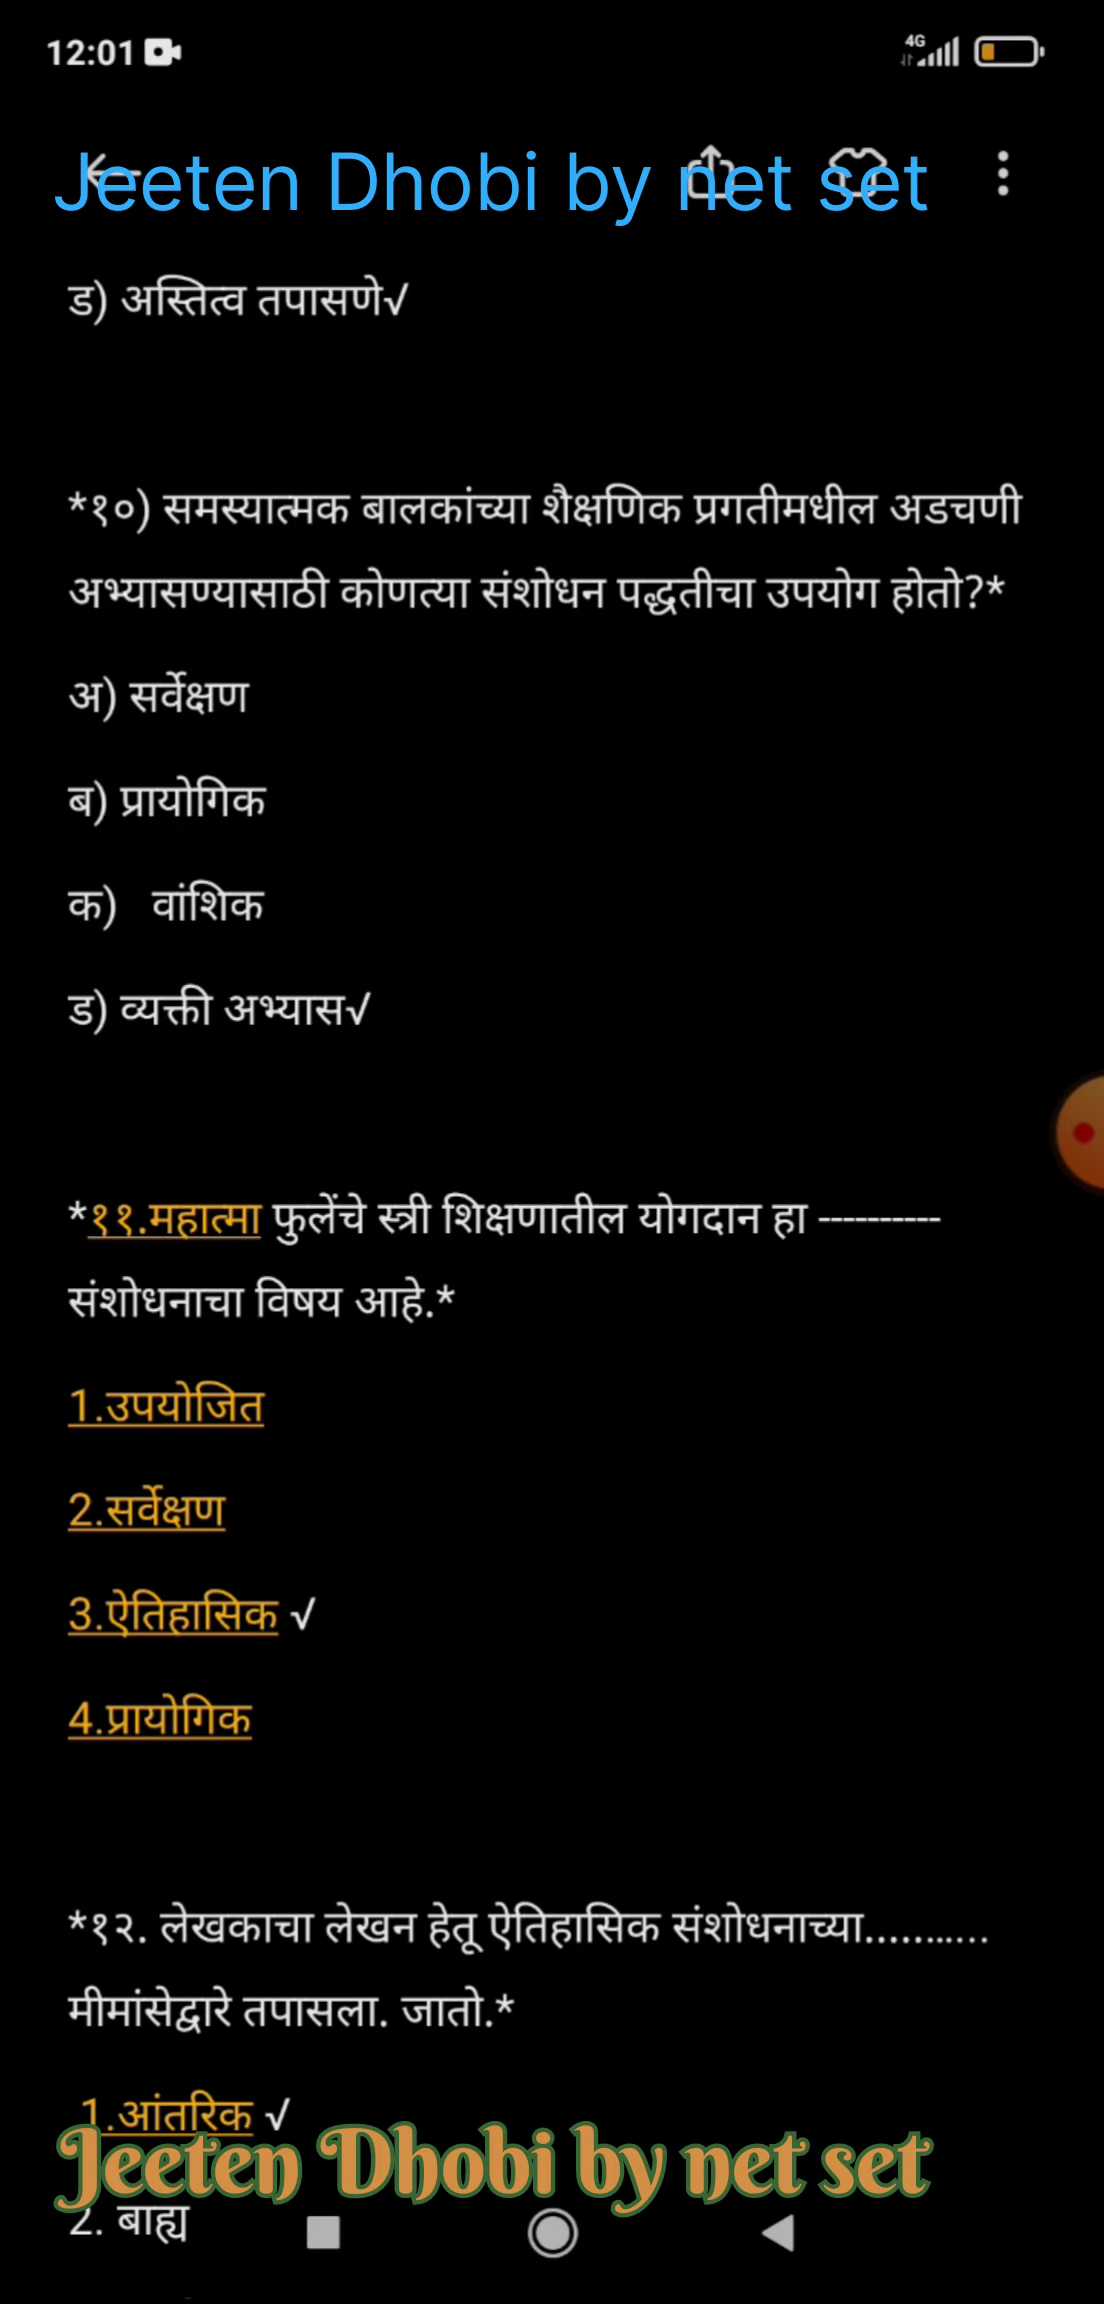 12:01
4G
Jeeten Dhobi by net set
ड) अस्तित्व तपासणे√
*१०) समस्यात्मक बालकांच्या शैक्षणिक प्रगतीमधील अडचणी
अभ्यासण्यासाठी कोणत्या संशोधन पद्धतीचा उपयोग होतो?*
अ) सर्वेक्षण
ब) प्रायोगिक
क) वांशिक
ड) व्यक्ती अभ्यास√
*११.महात्मा फुलेंचे स्त्री शिक्षणातील योगदान हा ----------
संशोधनाचा विषय आहे.*
1.उपयोजित
2.सर्वेक्षण
3.ऐतिहासिक √
4.प्रायोगिक
*१२. लेखकाचा लेखन हेतू ऐतिहासिक संशोधनाच्या............
मीमांसेद्वारे तपासला. जातो.*
1.आंतरिक √
Jeeten Dhobi by net set
2. बाह्य